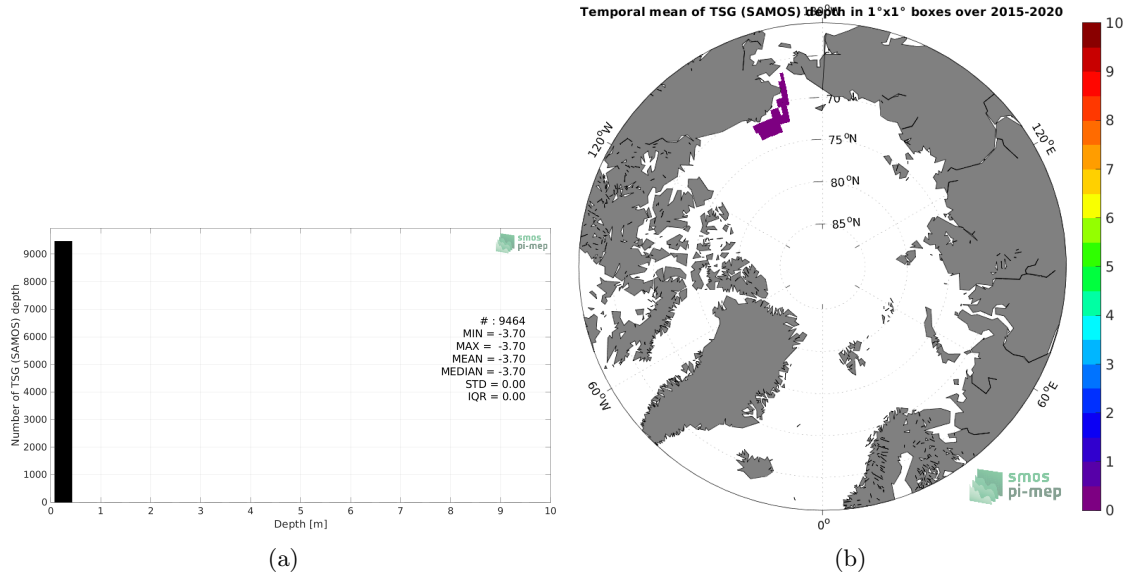 Temporal mean of TSG (SAMOS) depth in 1°x1° boxes over 2015-2020
smos
pi-mep
Number of TSG (SAMOS) depth
9000
8000
7000
6000
5000
4000
3000
2000
1000
0
# : 9464
MIN = -3.70
MAX = -3.70
MEAN = -3.70
MEDIAN = -3.70
STD = 0.00
IQR = 0.00
0 1 2 3 4 5 6 7 8 9 10
Depth [m]
(a)
120°W
120°E
75°N
80°N
85°N
60°W
60°E
0°
smos
pi-mep
10
9
8
7
6
5
4
3
2
1
0
(b)